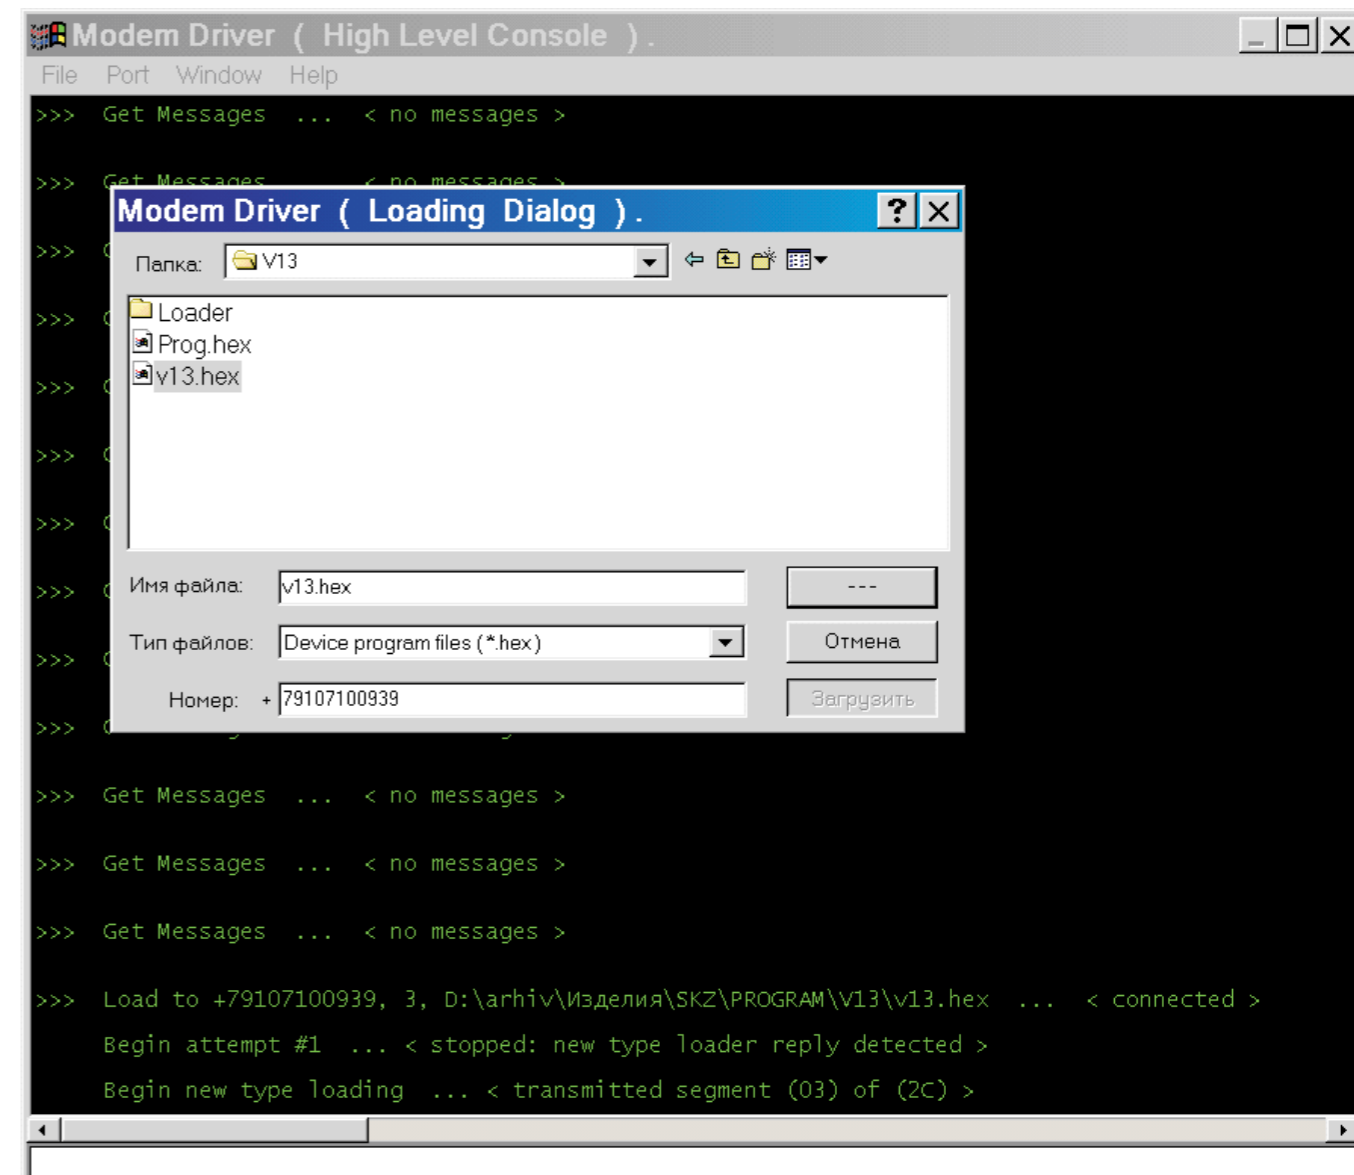 Modem Driver ( High Level Console ) .
File Port Window Help
>>> Get Messages ... < no messages >
>>> Get Messages ... < no messages >
Modem Driver ( Loading Dialog ) .
>>>
Папка: V13
>>>
Loader
Prog.hex
v13.hex
>>>
>>>
>>>
>>>
Имя файла: v13.hex ---
Тип файлов: Device program files (*.hex) Отмена
>>>
Номер: + 79107100939 Загрузить
>>>
>>> Get Messages ... < no messages >
>>> Get Messages ... < no messages >
>>> Get Messages ... < no messages >
>>> Load to +79107100939, 3, D:\arhiv\Изделия\SKZ\PROGRAM\V13\v13.hex ... < connected >
Begin attempt #1 ... < stopped: new type loader reply detected >
Begin new type loading ... < transmitted segment (03) of (2C) >